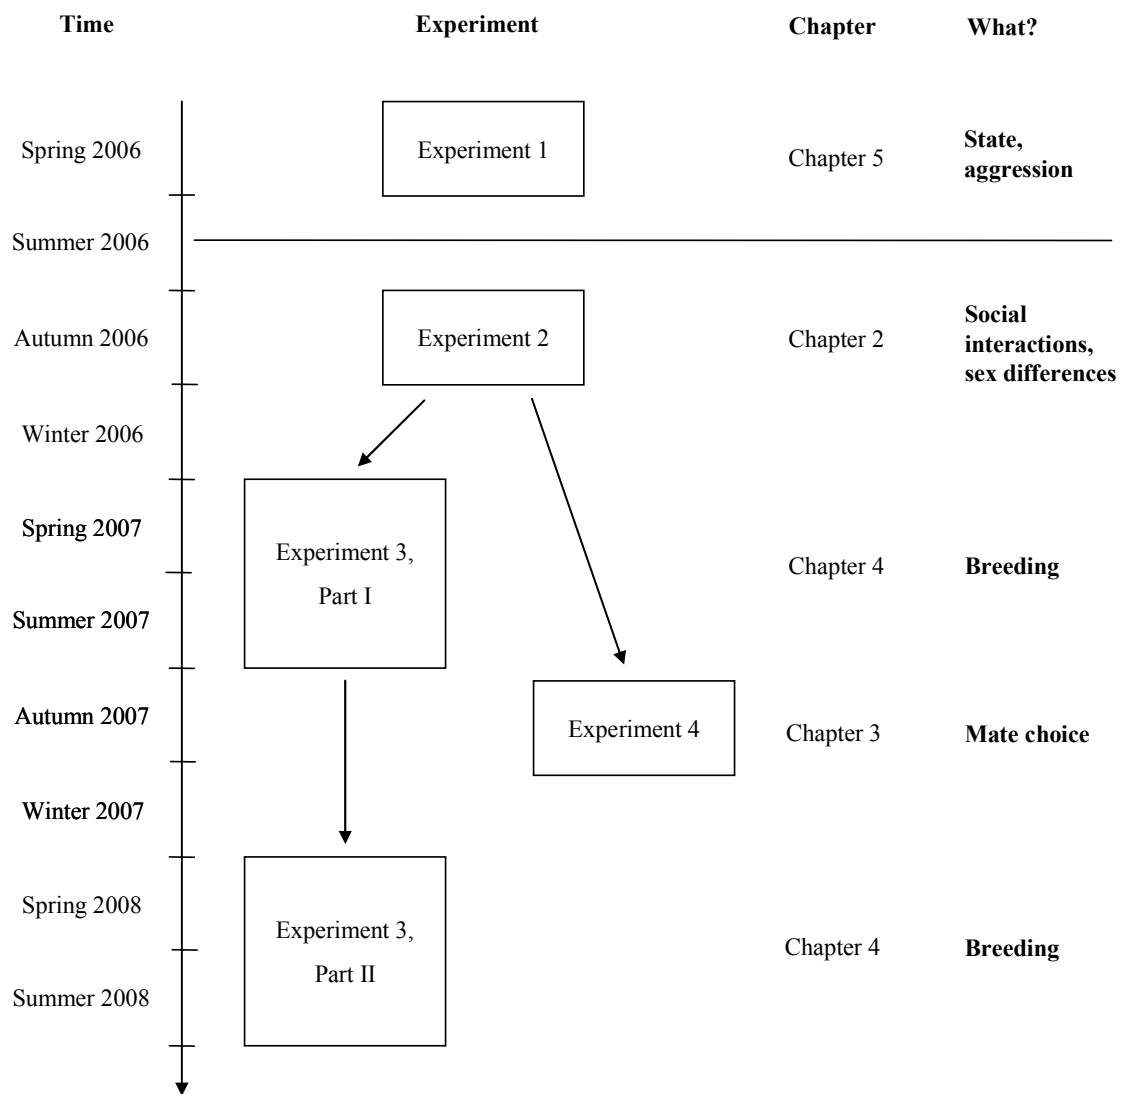 Time Experiment Chapter What?
Spring 2006
Experiment 1
Chapter 5
State,
aggression
Summer 2006
Autumn 2006
Experiment 2
Chapter 2
Social
interactions,
sex differences
Winter 2006
Spring 2007
Experiment 3,
Part I
Chapter 4
Breeding
Summer 2007
Autumn 2007
Experiment 4
Chapter 3
Mate choice
Winter 2007
Spring 2008
Experiment 3,
Part II
Chapter 4
Breeding
Summer 2008